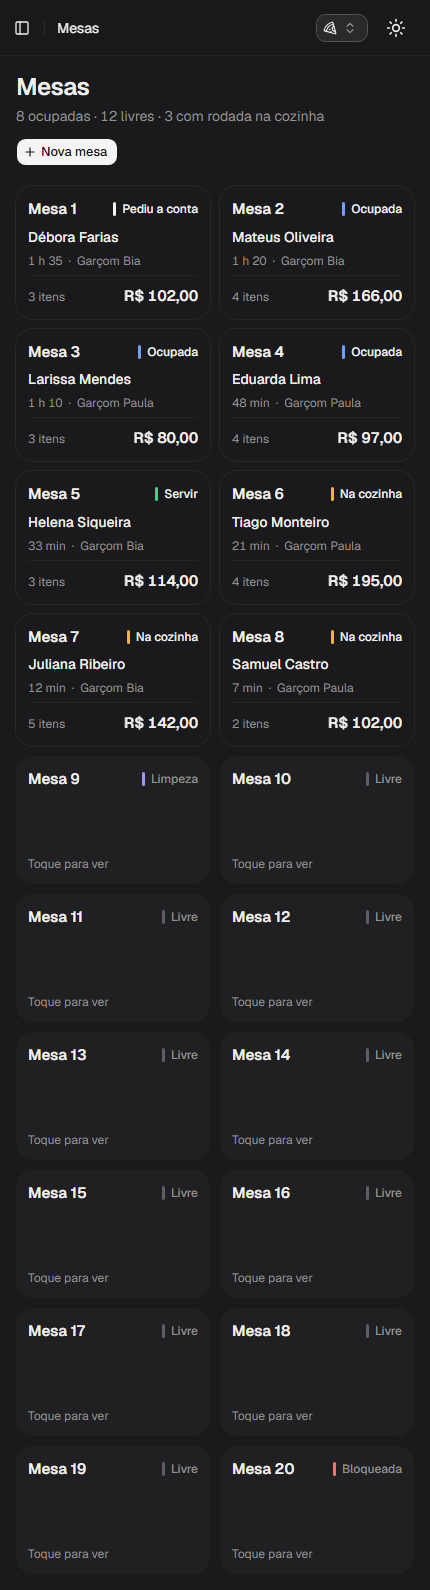 Mesas
Mesas
8 ocupadas · 12 livres · 3 com rodada na cozinha
+ Nova mesa
Mesa 1 Pediu a conta
Débora Farias
1 h 35 · Garçom Bia
3 itens R$ 102,00
Mesa 2 Ocupada
Mateus Oliveira
1 h 20 · Garçom Bia
4 itens R$ 166,00
Mesa 3 Ocupada
Larissa Mendes
1 h 10 · Garçom Paula
3 itens R$ 80,00
Mesa 4 Ocupada
Eduarda Lima
48 min · Garçom Paula
4 itens R$ 97,00
Mesa 5 Servir
Helena Siqueira
33 min · Garçom Bia
3 itens R$ 114,00
Mesa 6 Na cozinha
Tiago Monteiro
21 min · Garçom Paula
4 itens R$ 195,00
Mesa 7 Na cozinha
Juliana Ribeiro
12 min · Garçom Bia
5 itens R$ 142,00
Mesa 8 Na cozinha
Samuel Castro
7 min · Garçom Paula
2 itens R$ 102,00
Mesa 9 Limpeza
Toque para ver
Mesa 10 Livre
Toque para ver
Mesa 11 Livre
Toque para ver
Mesa 12 Livre
Toque para ver
Mesa 13 Livre
Toque para ver
Mesa 14 Livre
Toque para ver
Mesa 15 Livre
Toque para ver
Mesa 16 Livre
Toque para ver
Mesa 17 Livre
Toque para ver
Mesa 18 Livre
Toque para ver
Mesa 19 Livre
Toque para ver
Mesa 20 Bloqueada
Toque para ver